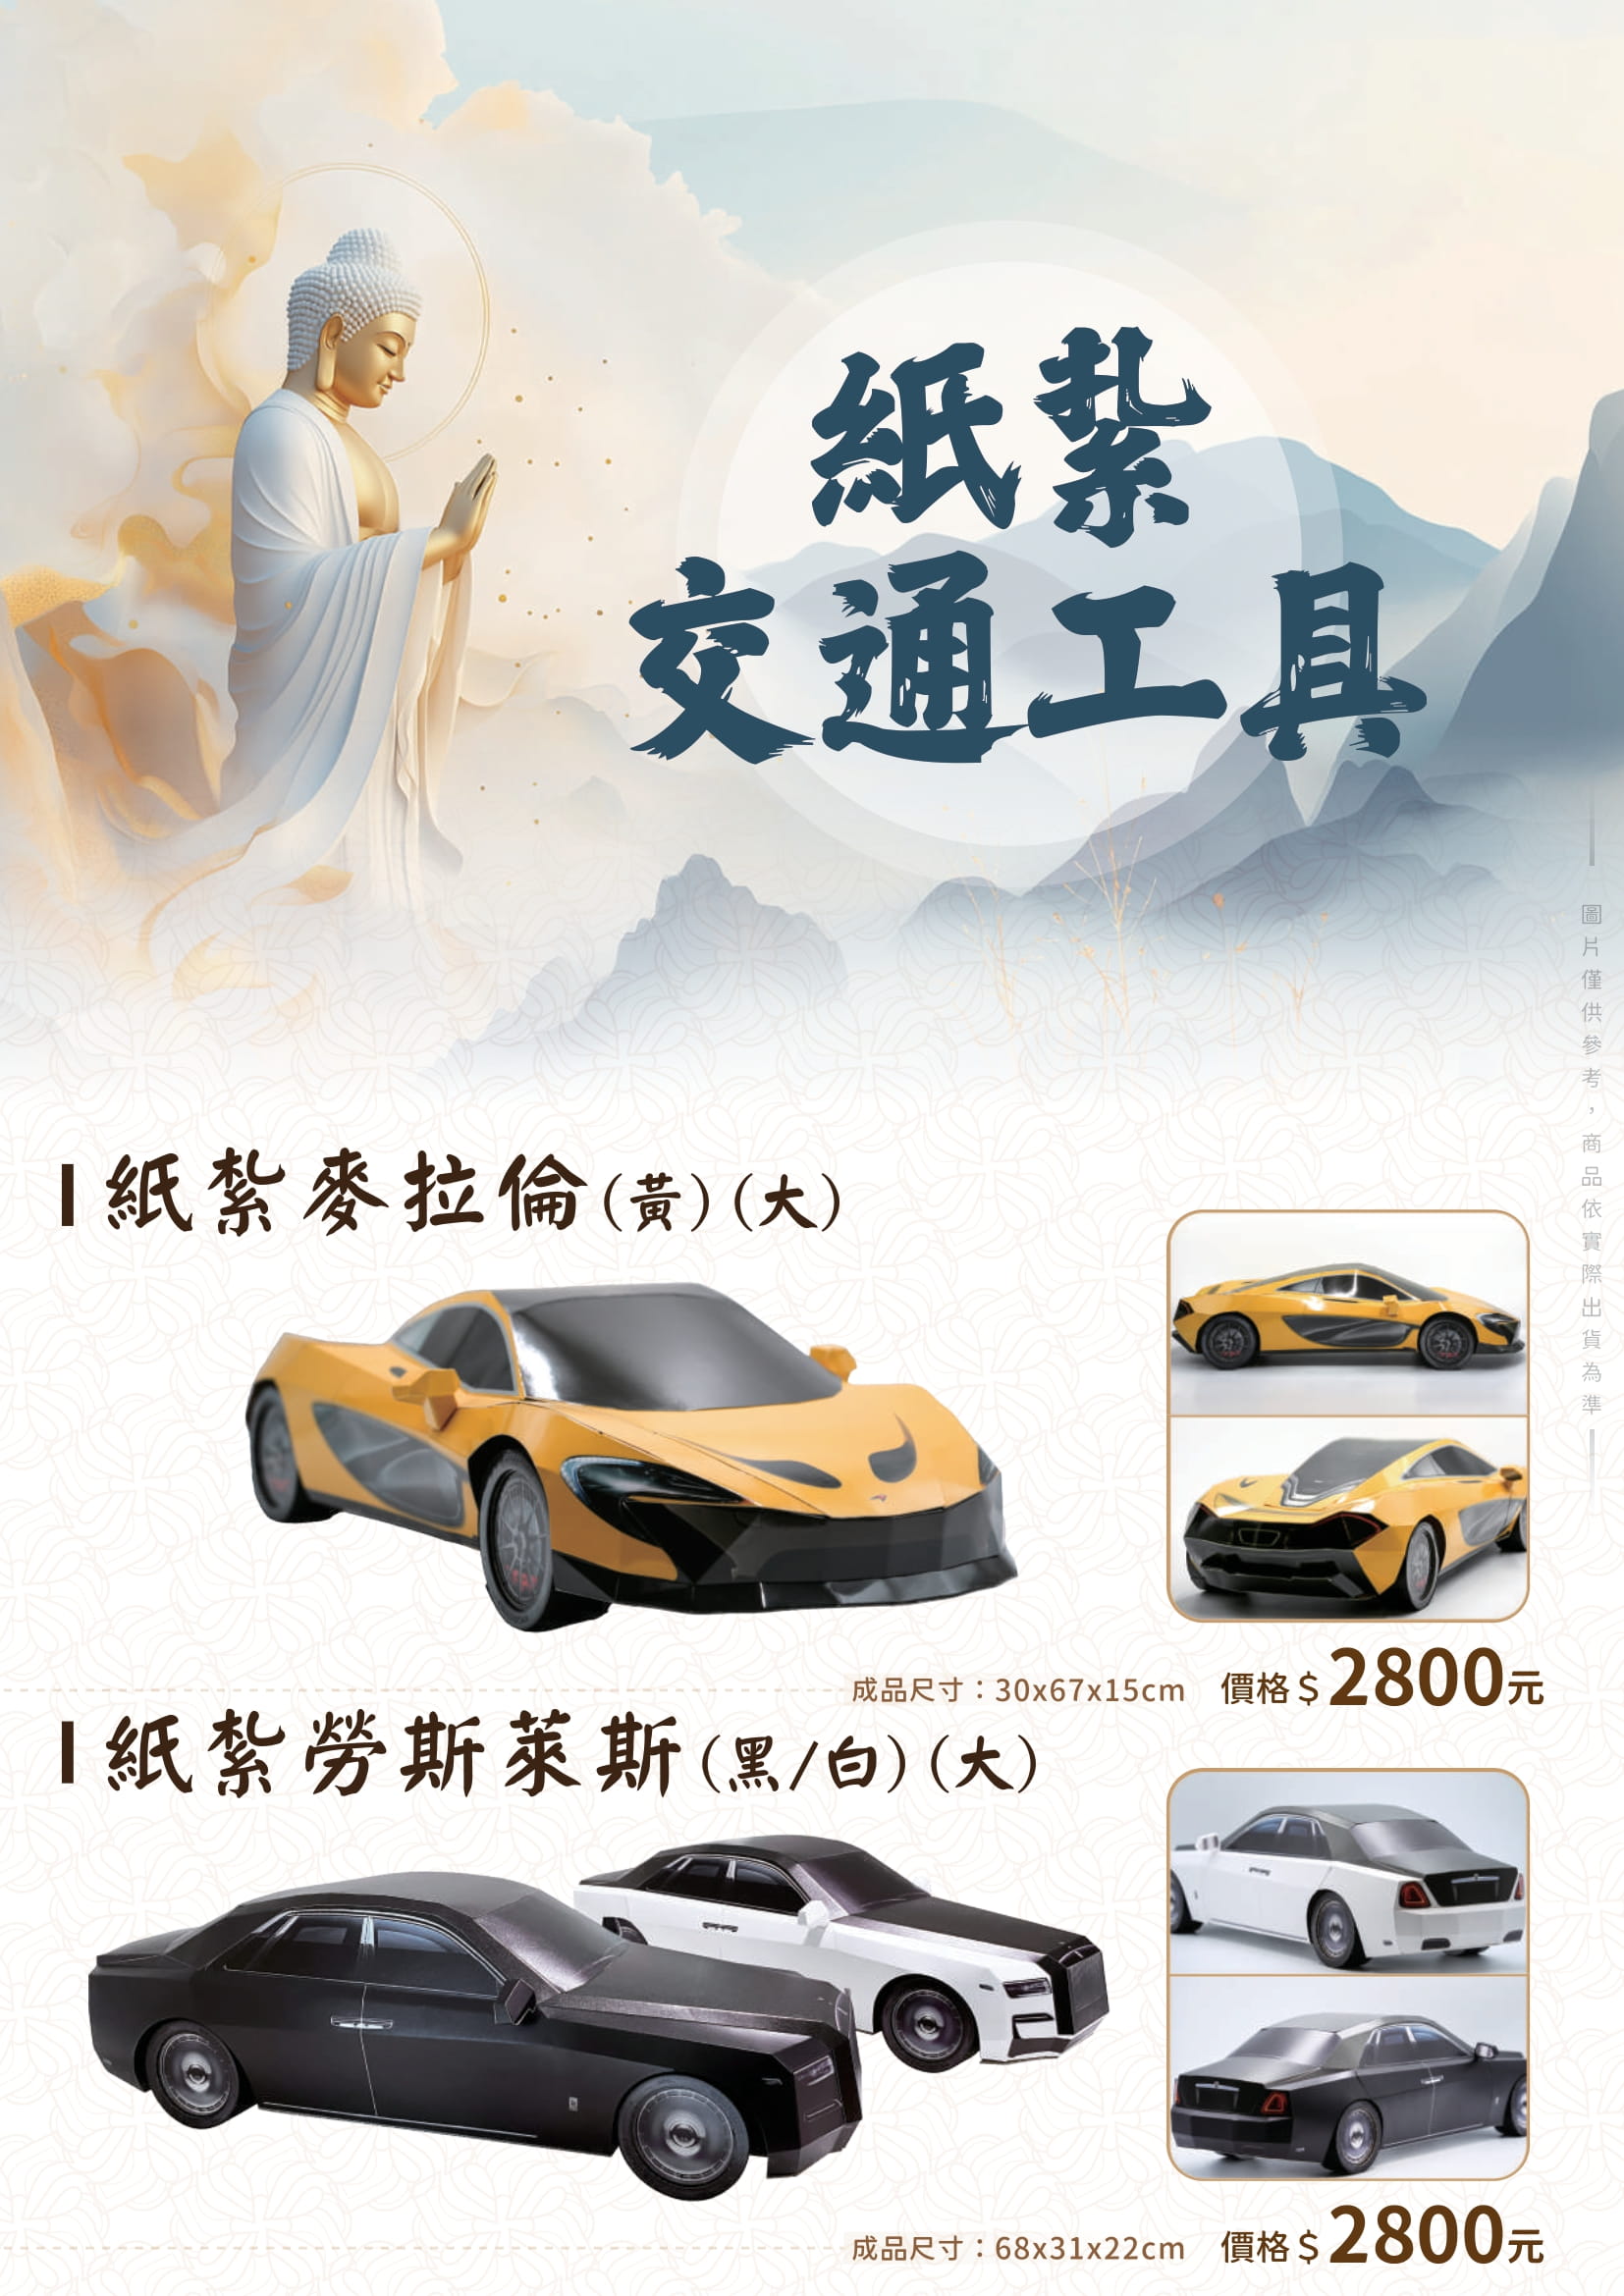 紙紮
交通工具
圖片僅供參考，商品依實際出貨為準
紙紮麥拉倫(黃)(大)
成品尺寸：30x67x15cm 價格$2800元
紙紮勞斯萊斯(黑/白)(大)
成品尺寸：68x31x22cm 價格$2800元